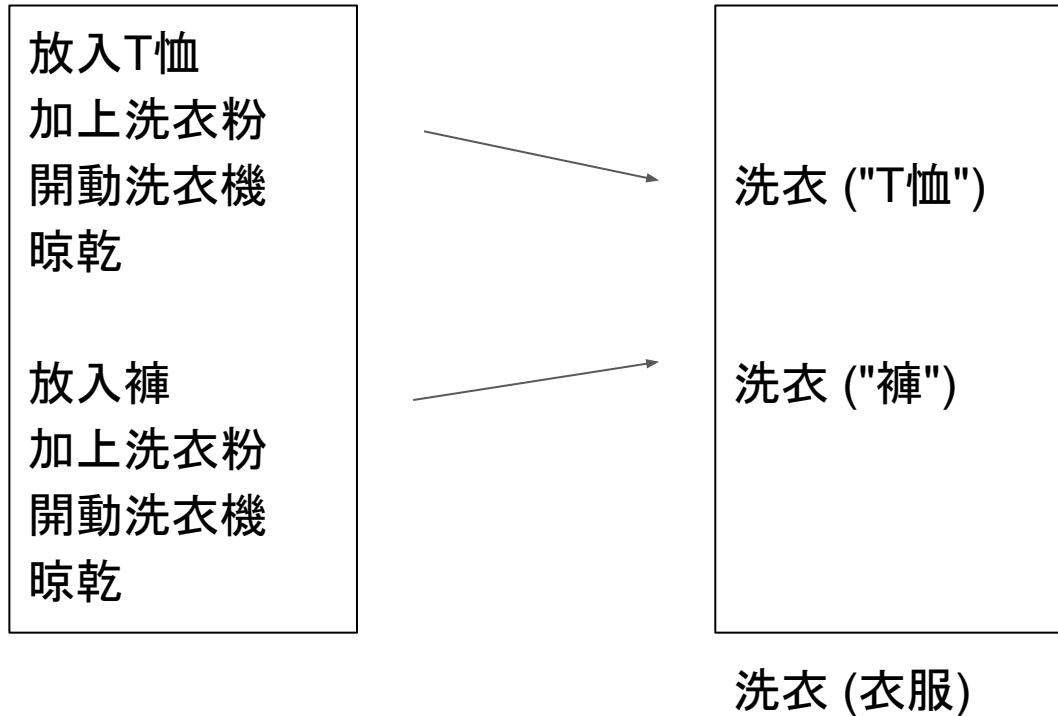 放入T恤
加上洗衣粉
開動洗衣機
晾乾
放入褲
加上洗衣粉
開動洗衣機
晾乾
洗衣 ("T恤")
洗衣 ("褲")
洗衣 (衣服)